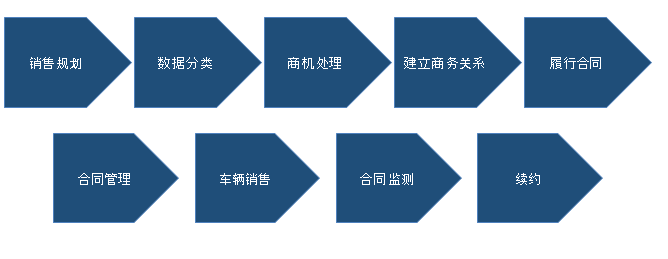 销售规划
数据分类
商机处理
建立商务关系
履行合同
合同管理
车辆销售
合同监测
续约